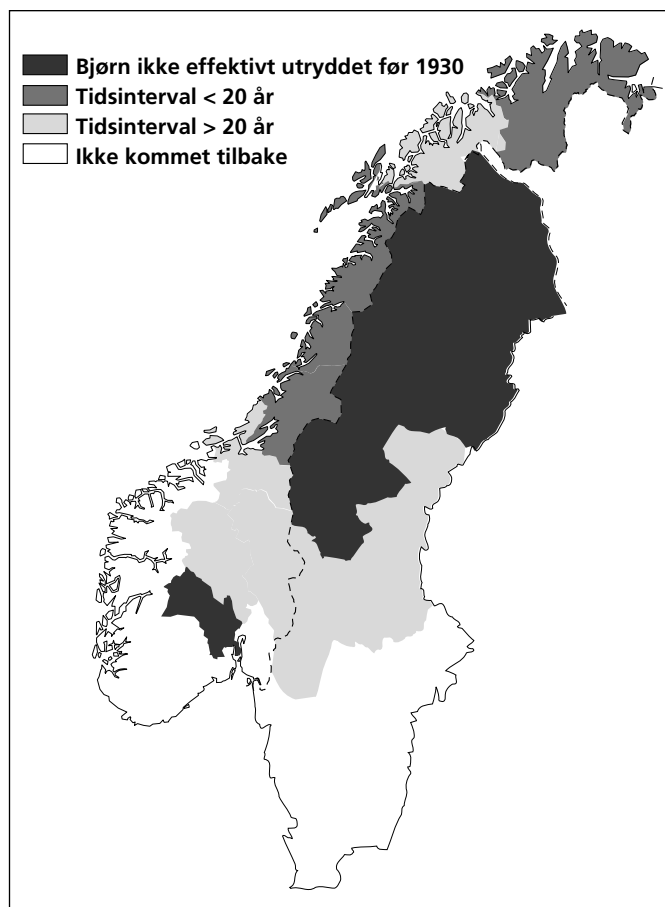 Bjørn ikke effektivt utryddet før 1930
Tidsinterval < 20 år
Tidsinterval > 20 år
Ikke kommet tilbake